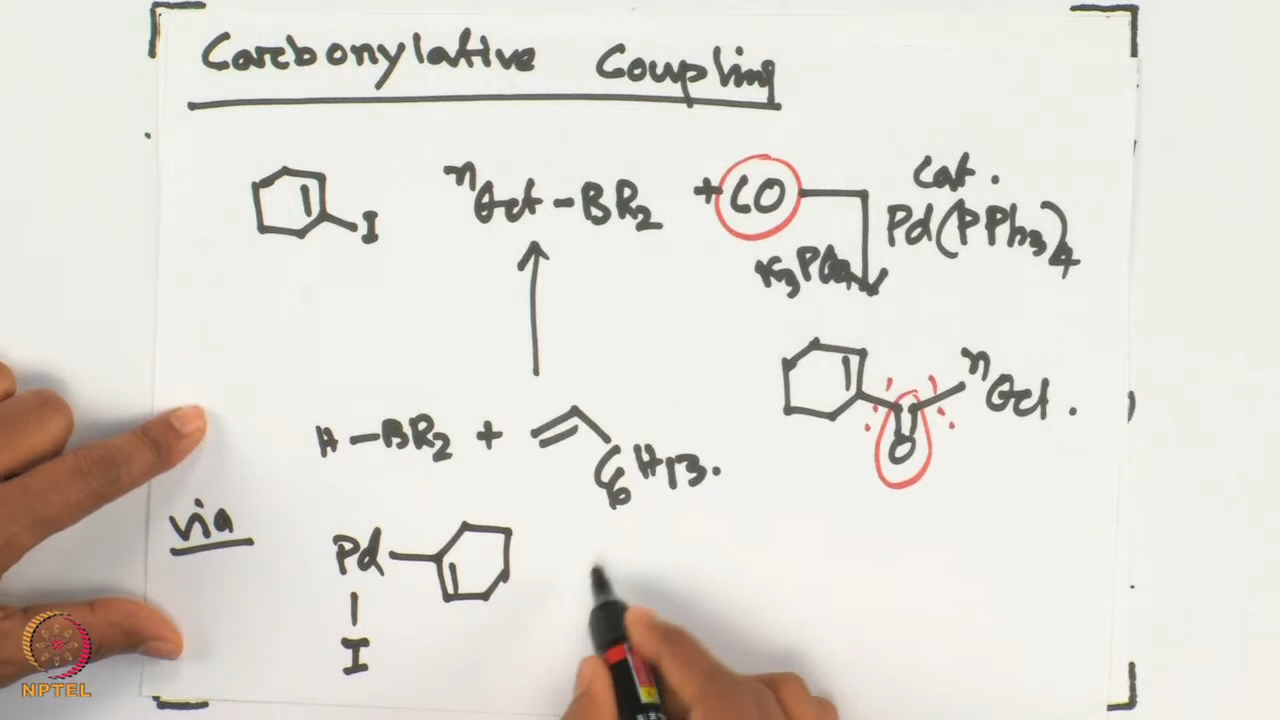 Carbonylative Coupling
I nOct-BR2 +CO cat.
Pd(PPh3)4
K3PO4
nOct.
O
H-BR2 + C6H13.
via
Pd
I
NPTEL